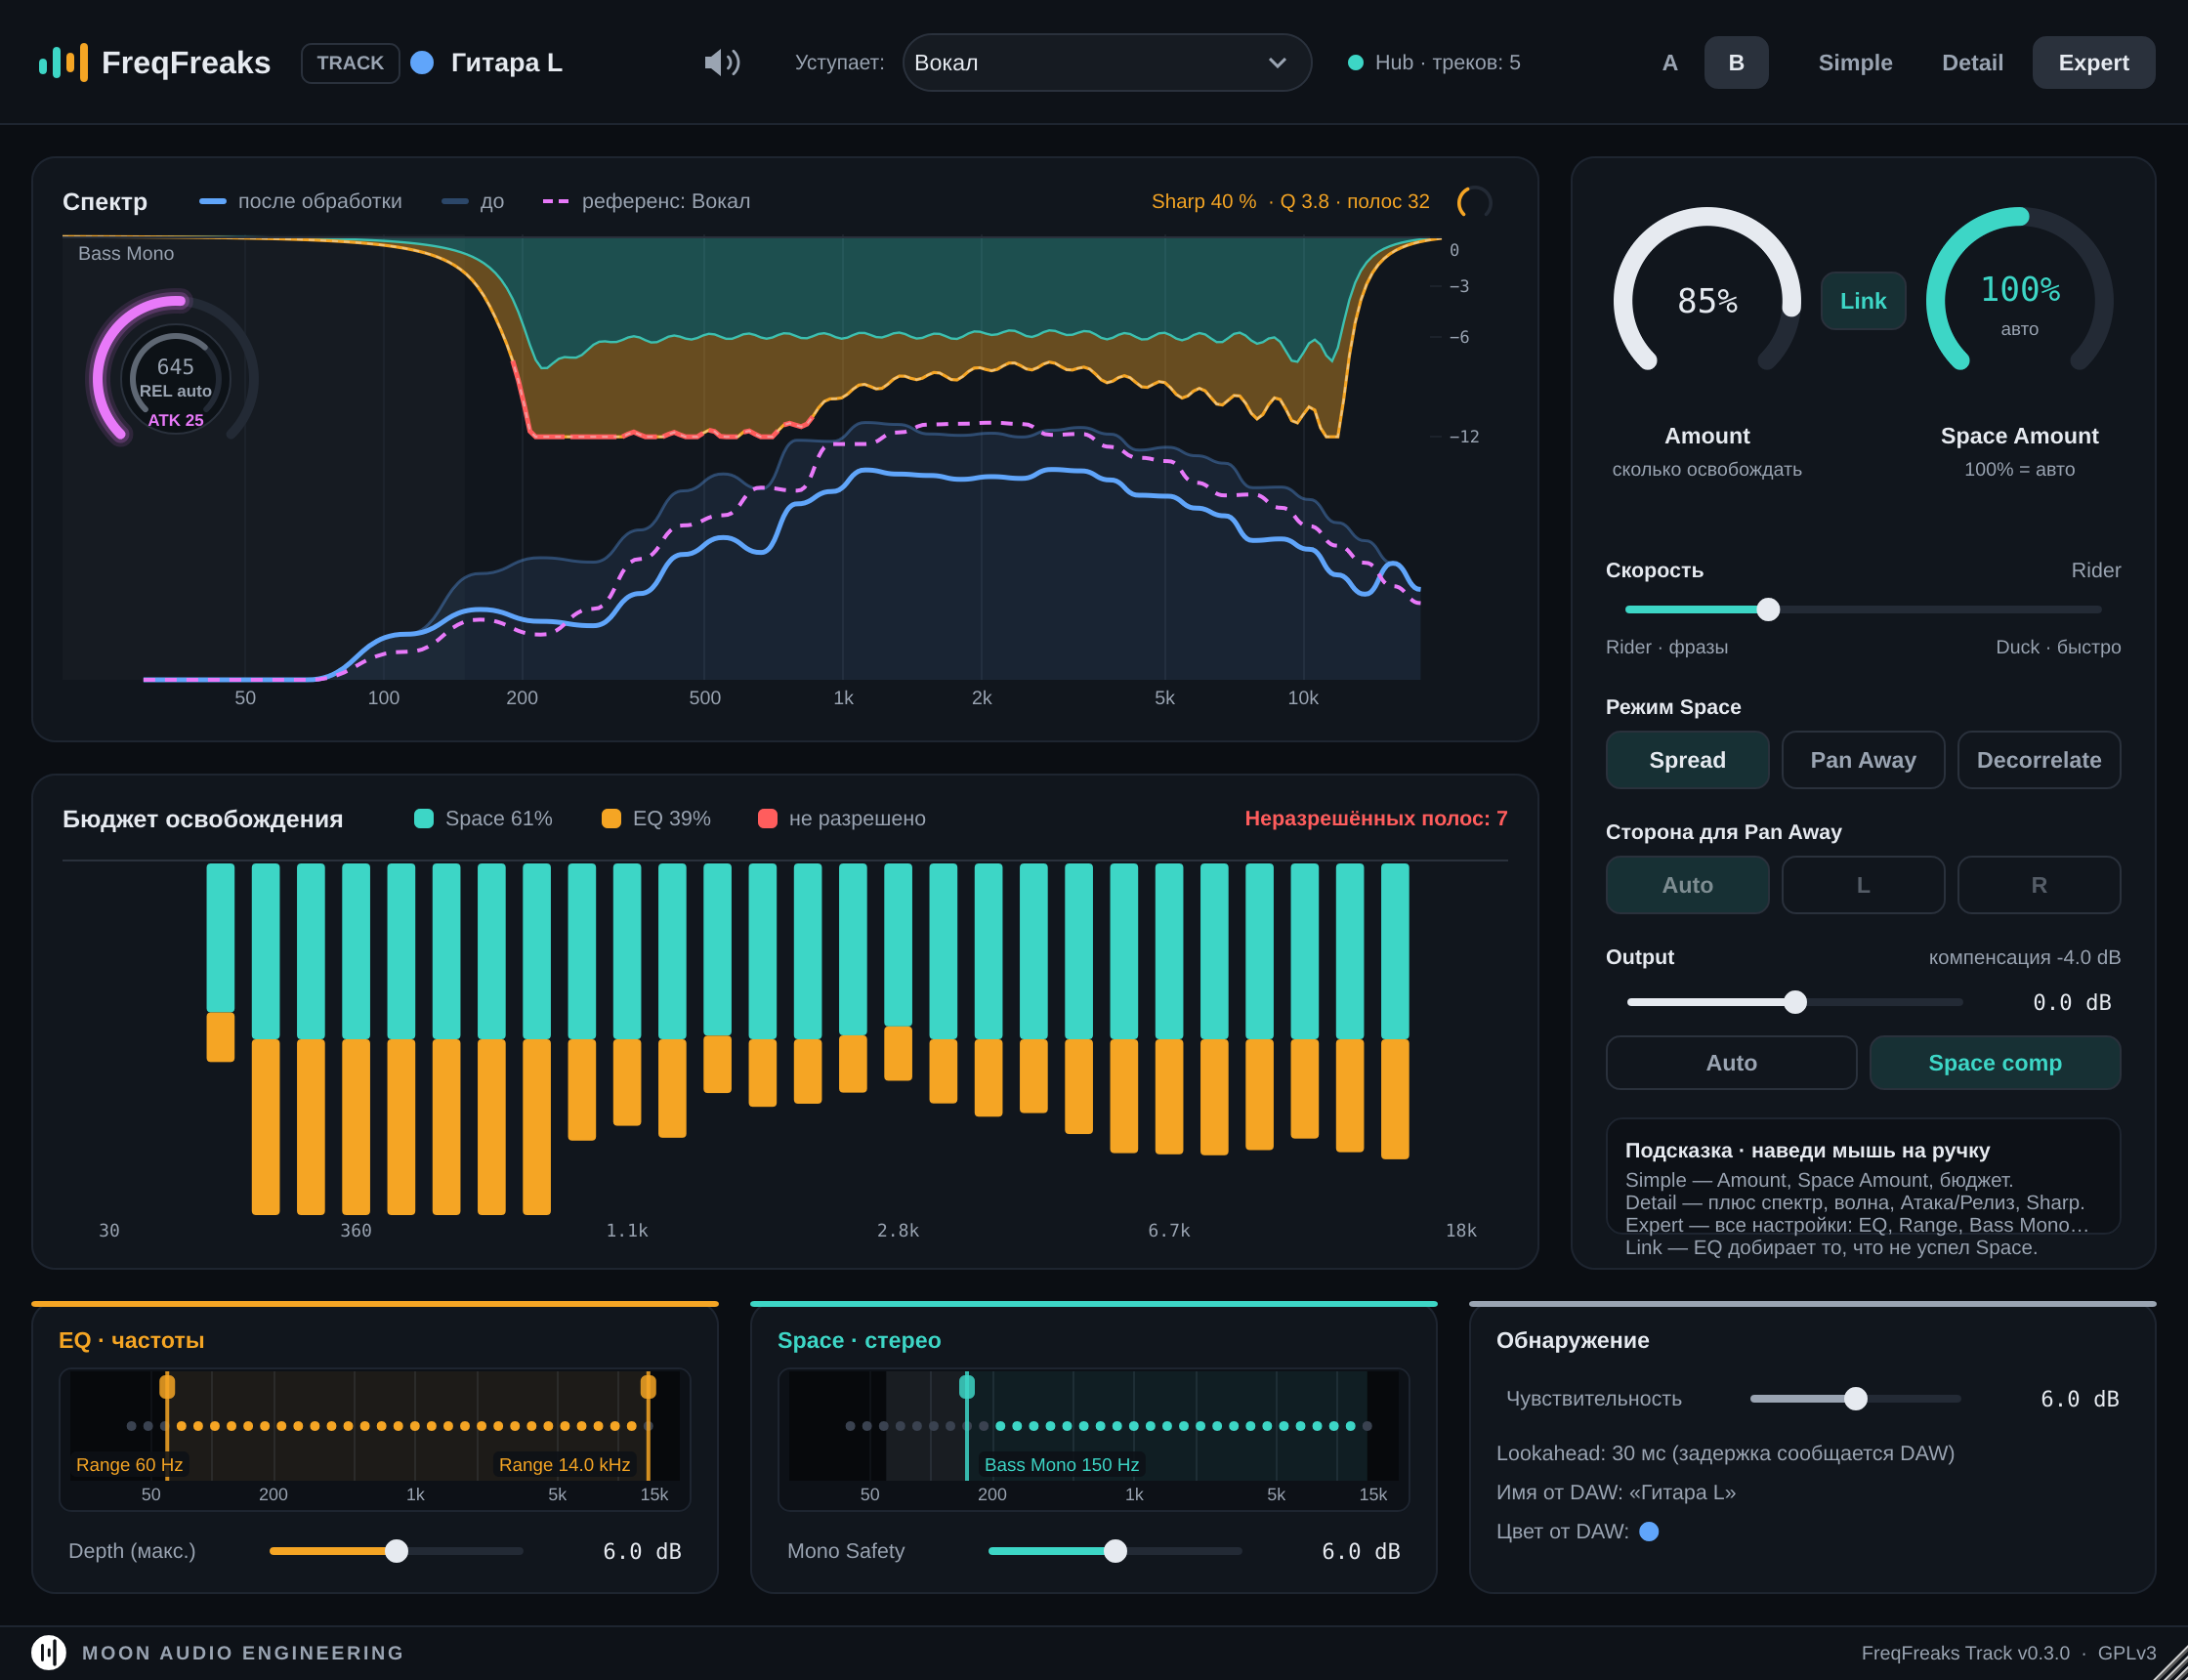 FreqFreaks TRACK Гитара L Уступает: Вокал Hub · треков: 5 A B Simple Detail Expert
Спектр после обработки до референс: Вокал Sharp 40 % · Q 3.8 · полос 32
Bass Mono
0
−3
−6
−12
645
REL auto
ATK 25
50 100 200 500 1k 2k 5k 10k
85% Link 100%
авто
Amount Space Amount
сколько освобождать 100% = авто
Скорость Rider
Rider · фразы Duck · быстро
Режим Space
Spread Pan Away Decorrelate
Сторона для Pan Away
Auto L R
Output компенсация -4.0 dB
0.0 dB
Auto Space comp
Подсказка · наведи мышь на ручку
Simple — Amount, Space Amount, бюджет.
Detail — плюс спектр, волна, Атака/Релиз, Sharp.
Expert — все настройки: EQ, Range, Bass Mono…
Link — EQ добирает то, что не успел Space.
Бюджет освобождения Space 61% EQ 39% не разрешено Неразрешённых полос: 7
30 360 1.1k 2.8k 6.7k 18k
EQ · частоты
Range 60 Hz Range 14.0 kHz
50 200 1k 5k 15k
Depth (макс.) 6.0 dB
Space · стерео
Bass Mono 150 Hz
50 200 1k 5k 15k
Mono Safety 6.0 dB
Обнаружение
Чувствительность 6.0 dB
Lookahead: 30 мс (задержка сообщается DAW)
Имя от DAW: «Гитара L»
Цвет от DAW:
MOON AUDIO ENGINEERING FreqFreaks Track v0.3.0 · GPLv3